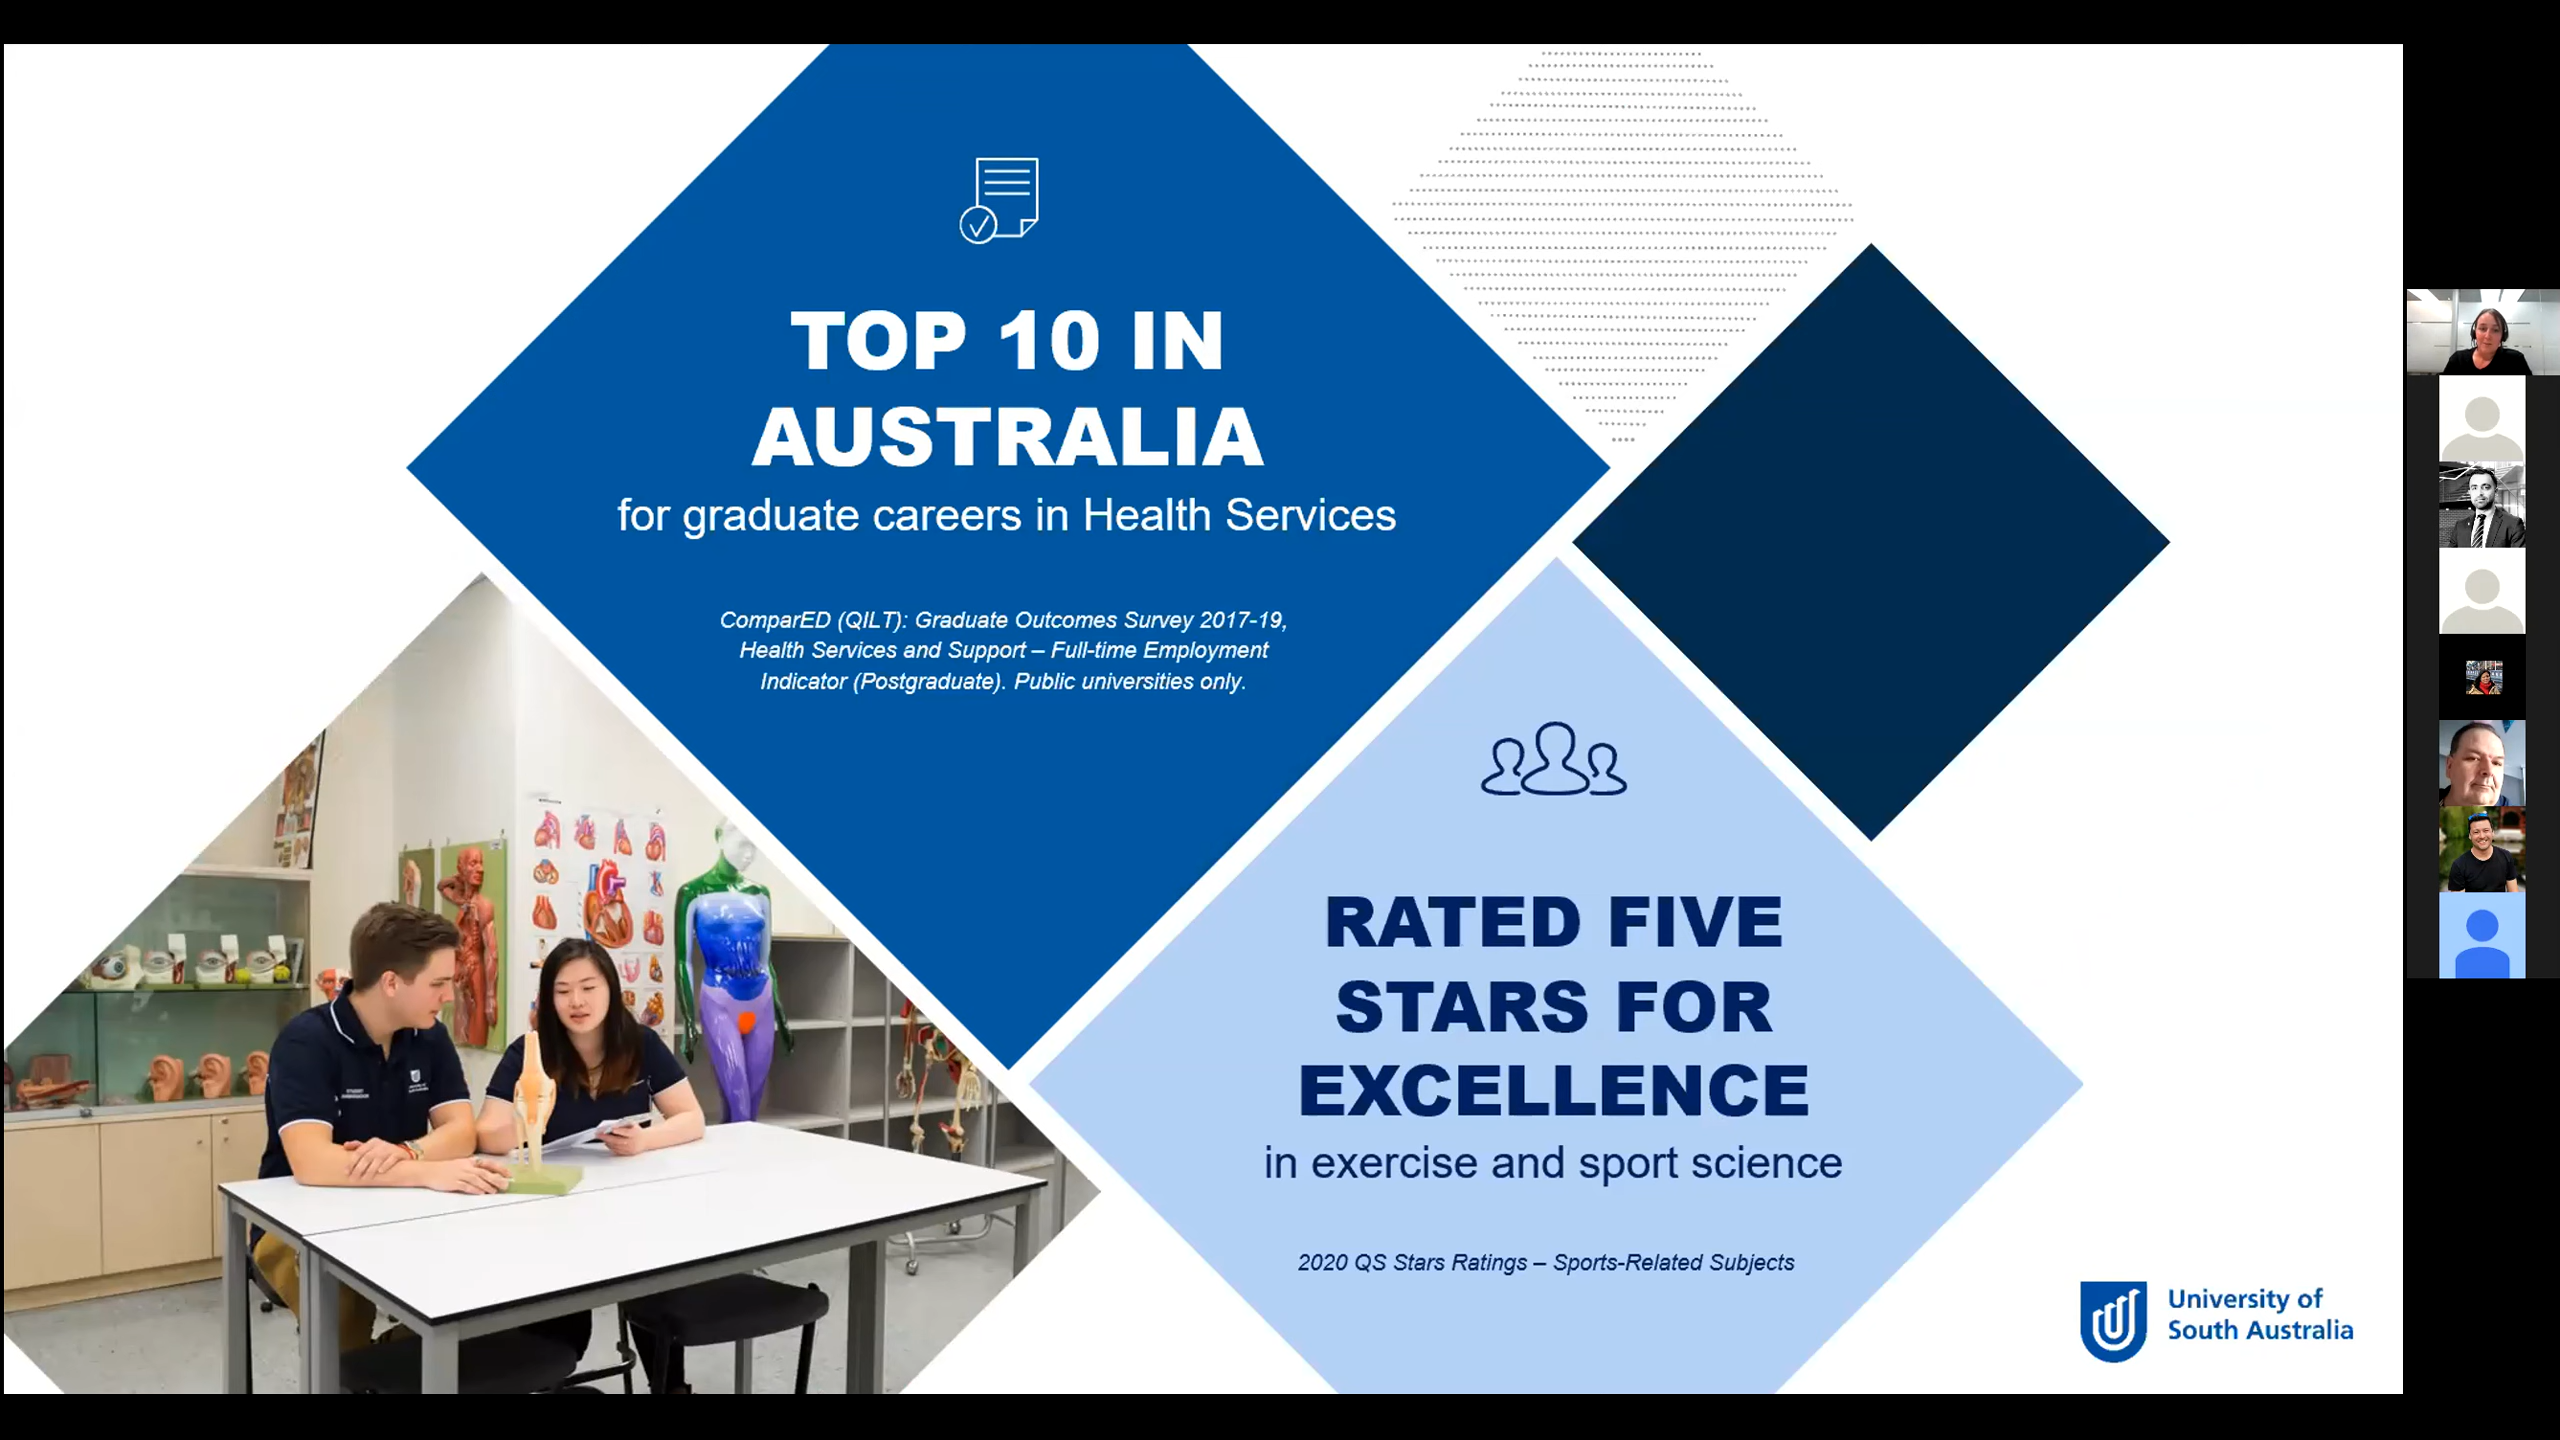 TOP 10 IN
AUSTRALIA
for graduate careers in Health Services
ComparED (QILT): Graduate Outcomes Survey 2017-19,
Health Services and Support – Full-time Employment
Indicator (Postgraduate). Public universities only.
RATED FIVE
STARS FOR
EXCELLENCE
in exercise and sport science
2020 QS Stars Ratings – Sports-Related Subjects
University of
South Australia